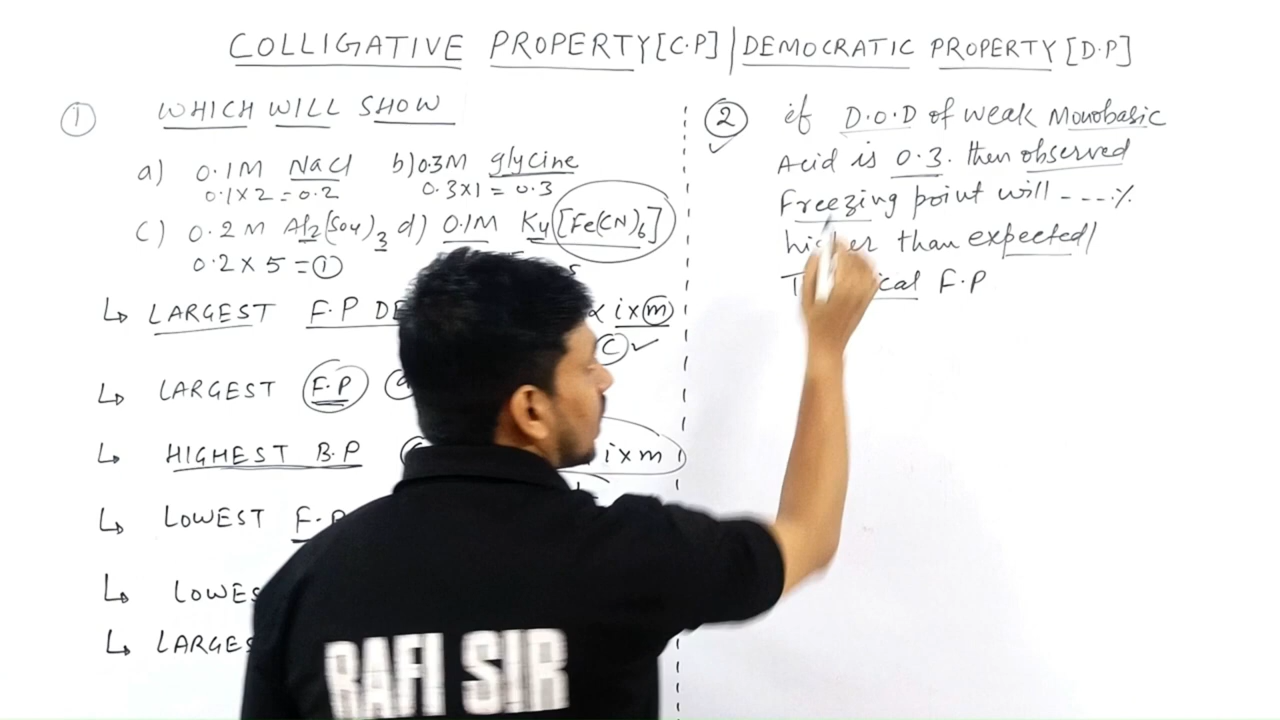 COLLIGATIVE PROPERTY[C.P] | DEMOCRATIC PROPERTY[D.P]
① WHICH WILL SHOW
a) 0.1M NaCl b) 0.3M glycine
0.1×2=0.2 0.3×1=0.3
c) 0.2M Al2(SO4)3 d) 0.1M K4[Fe(CN)6]
0.2×5=①
↳ LARGEST F.P DE ∝ i×m
C ✓
↳ LARGEST F.P
↳ HIGHEST B.P i×m
↳ LOWEST F.P
↳ LOWES
↳ LARGES
② if D.O.D of weak Monobasic
✓ Acid is 0.3. then observed
Freezing point will ----%
higher than expected/
ical F.P
RAFI SIR